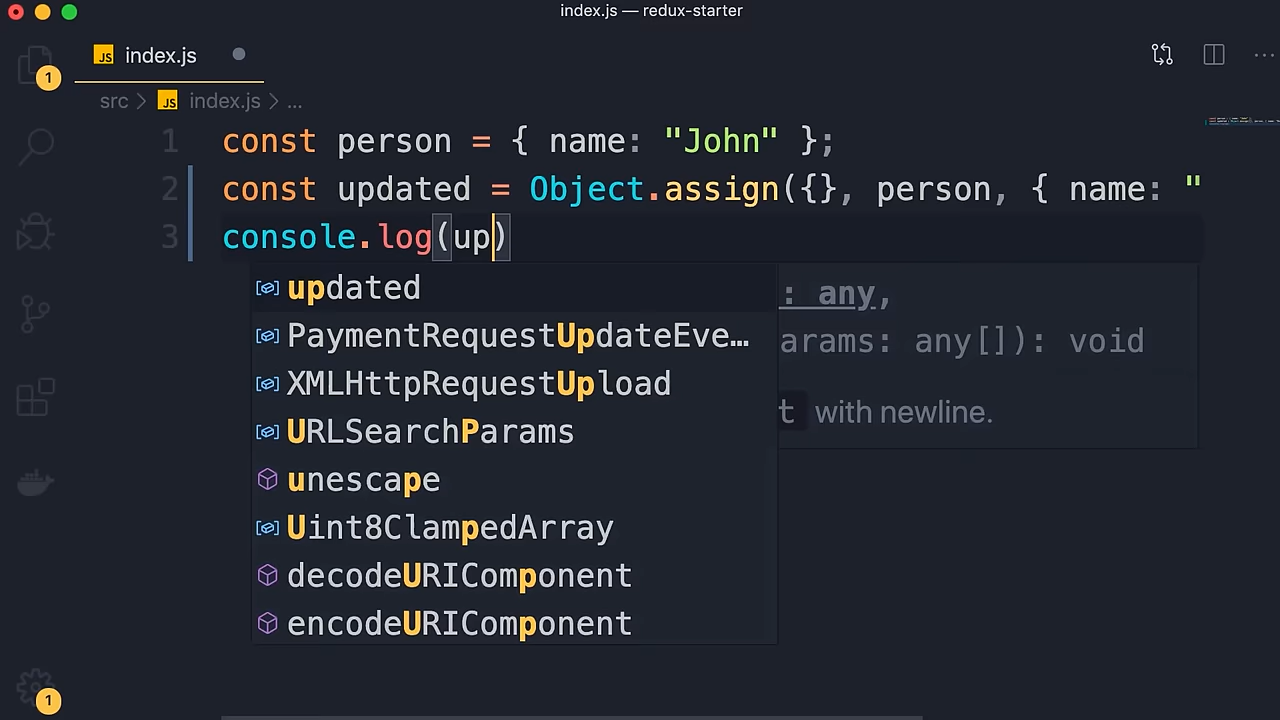 index.js — redux-starter
JS index.js
1
src > JS index.js > ...
1 const person = { name: "John" };
2 const updated = Object.assign({}, person, { name: "
3 console.log(up)
updated
: any,
PaymentRequestUpdateEve…
arams: any[]): void
XMLHttpRequestUpload
t with newline.
URLSearchParams
unescape
Uint8ClampedArray
decodeURIComponent
encodeURIComponent
1